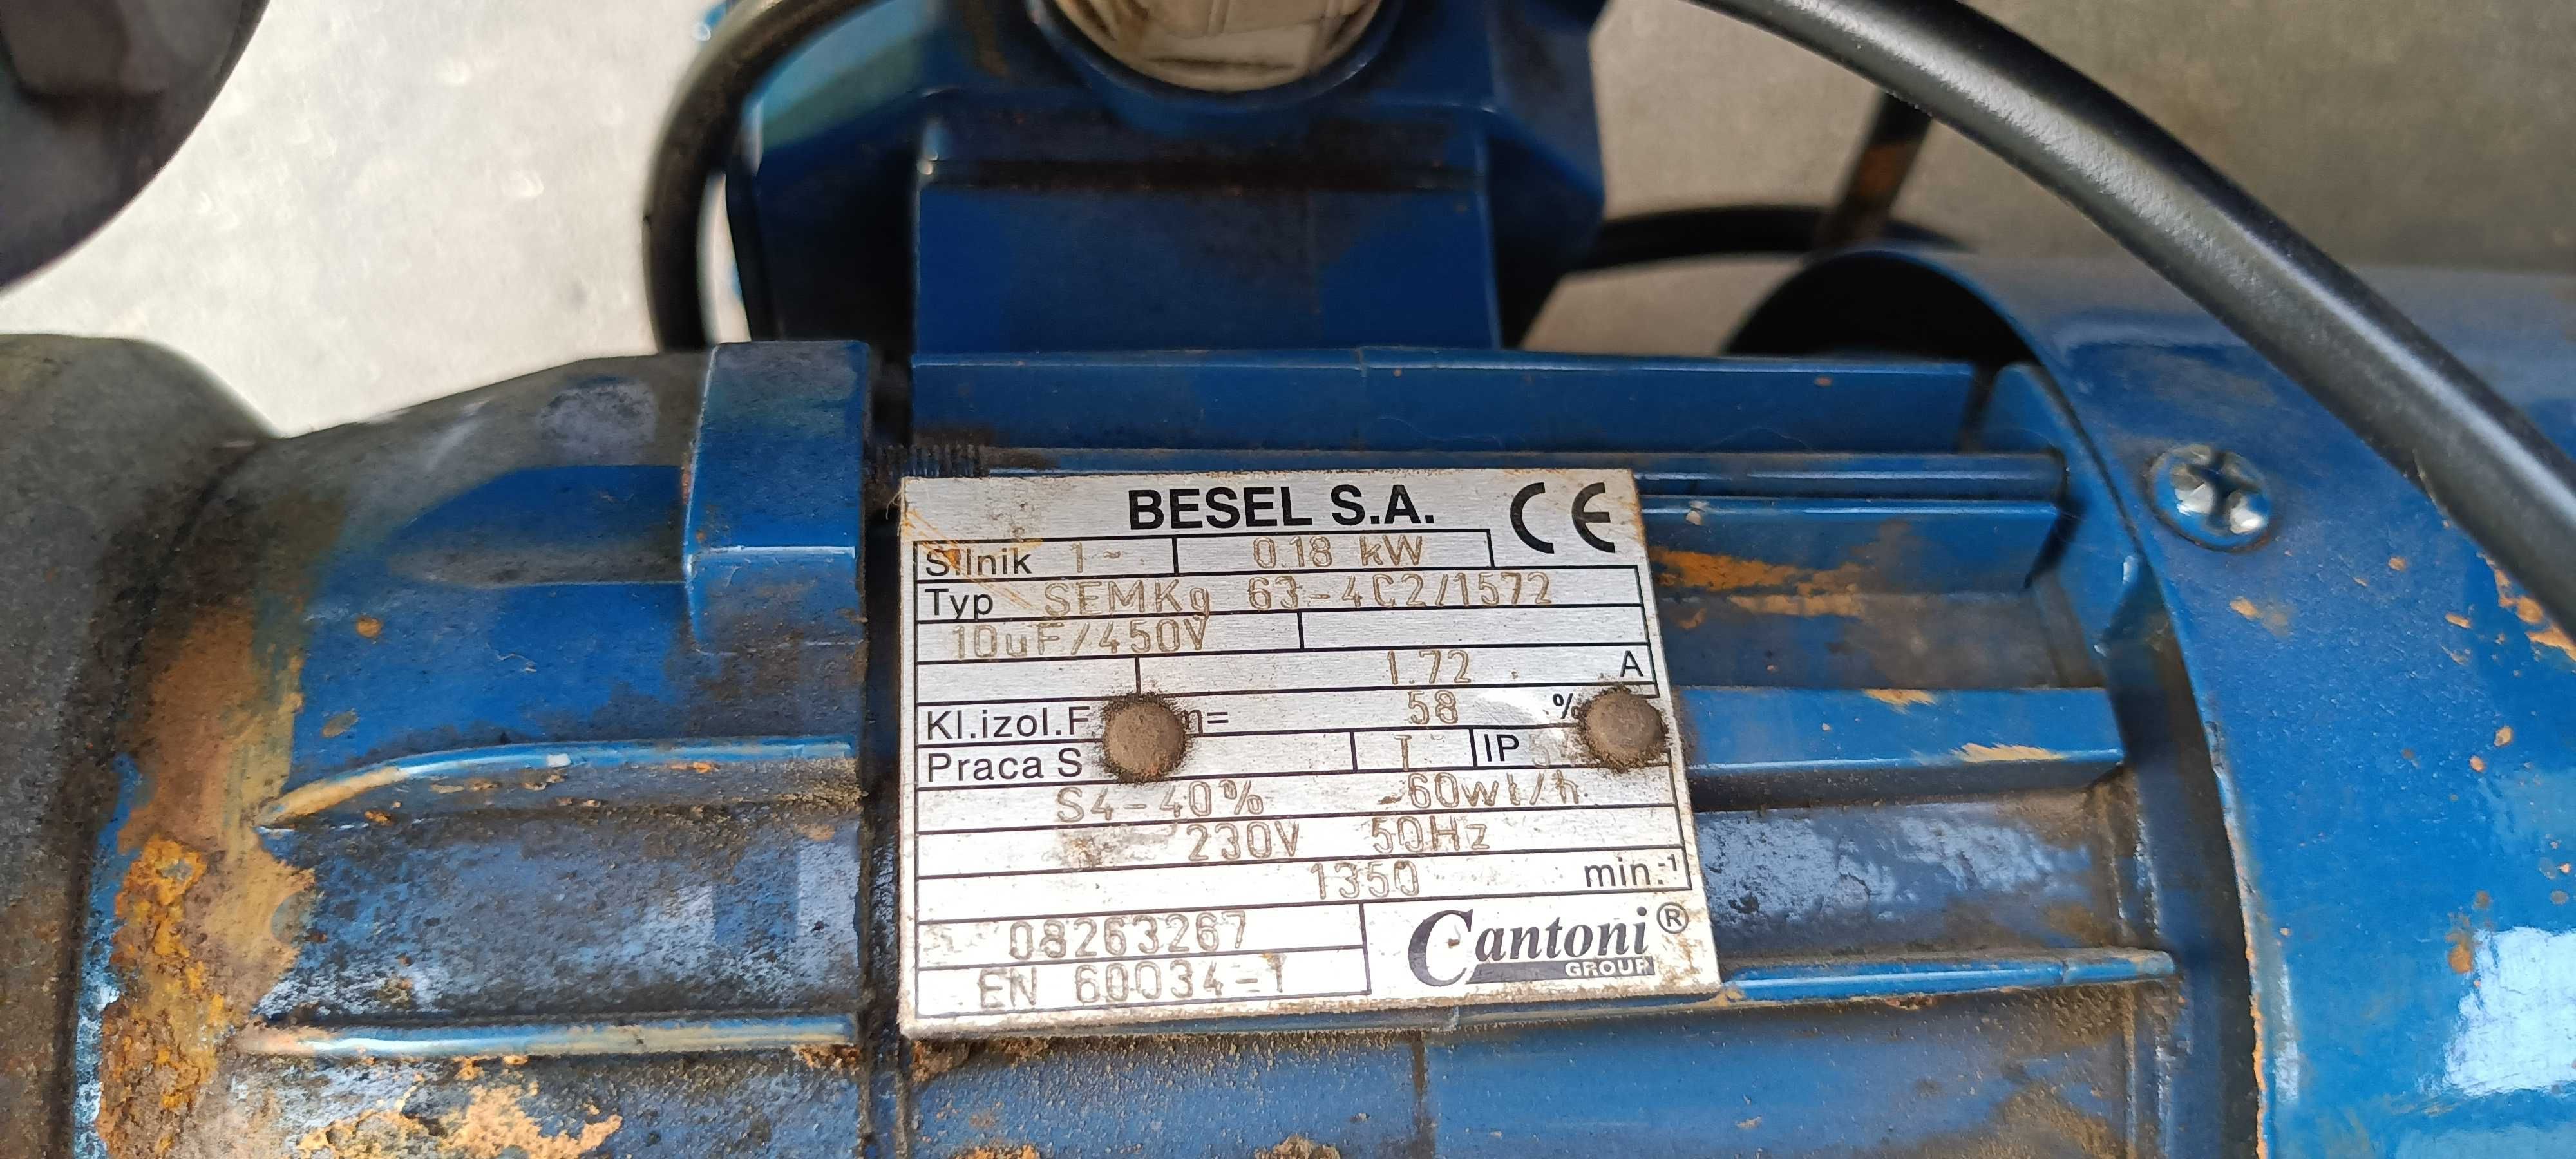 BESEL S.A. CE
Silnik 1~ 0.18 kW
Typ SEMKg 63-4C2/1572
10uF/450V
1.72 A
Kl.izol.F η= 58 %
Praca S IP
S4-40% -60wł/h
230V 50Hz
1350 min.⁻¹
08263267
EN 60034-1
Cantoni®
GROUP